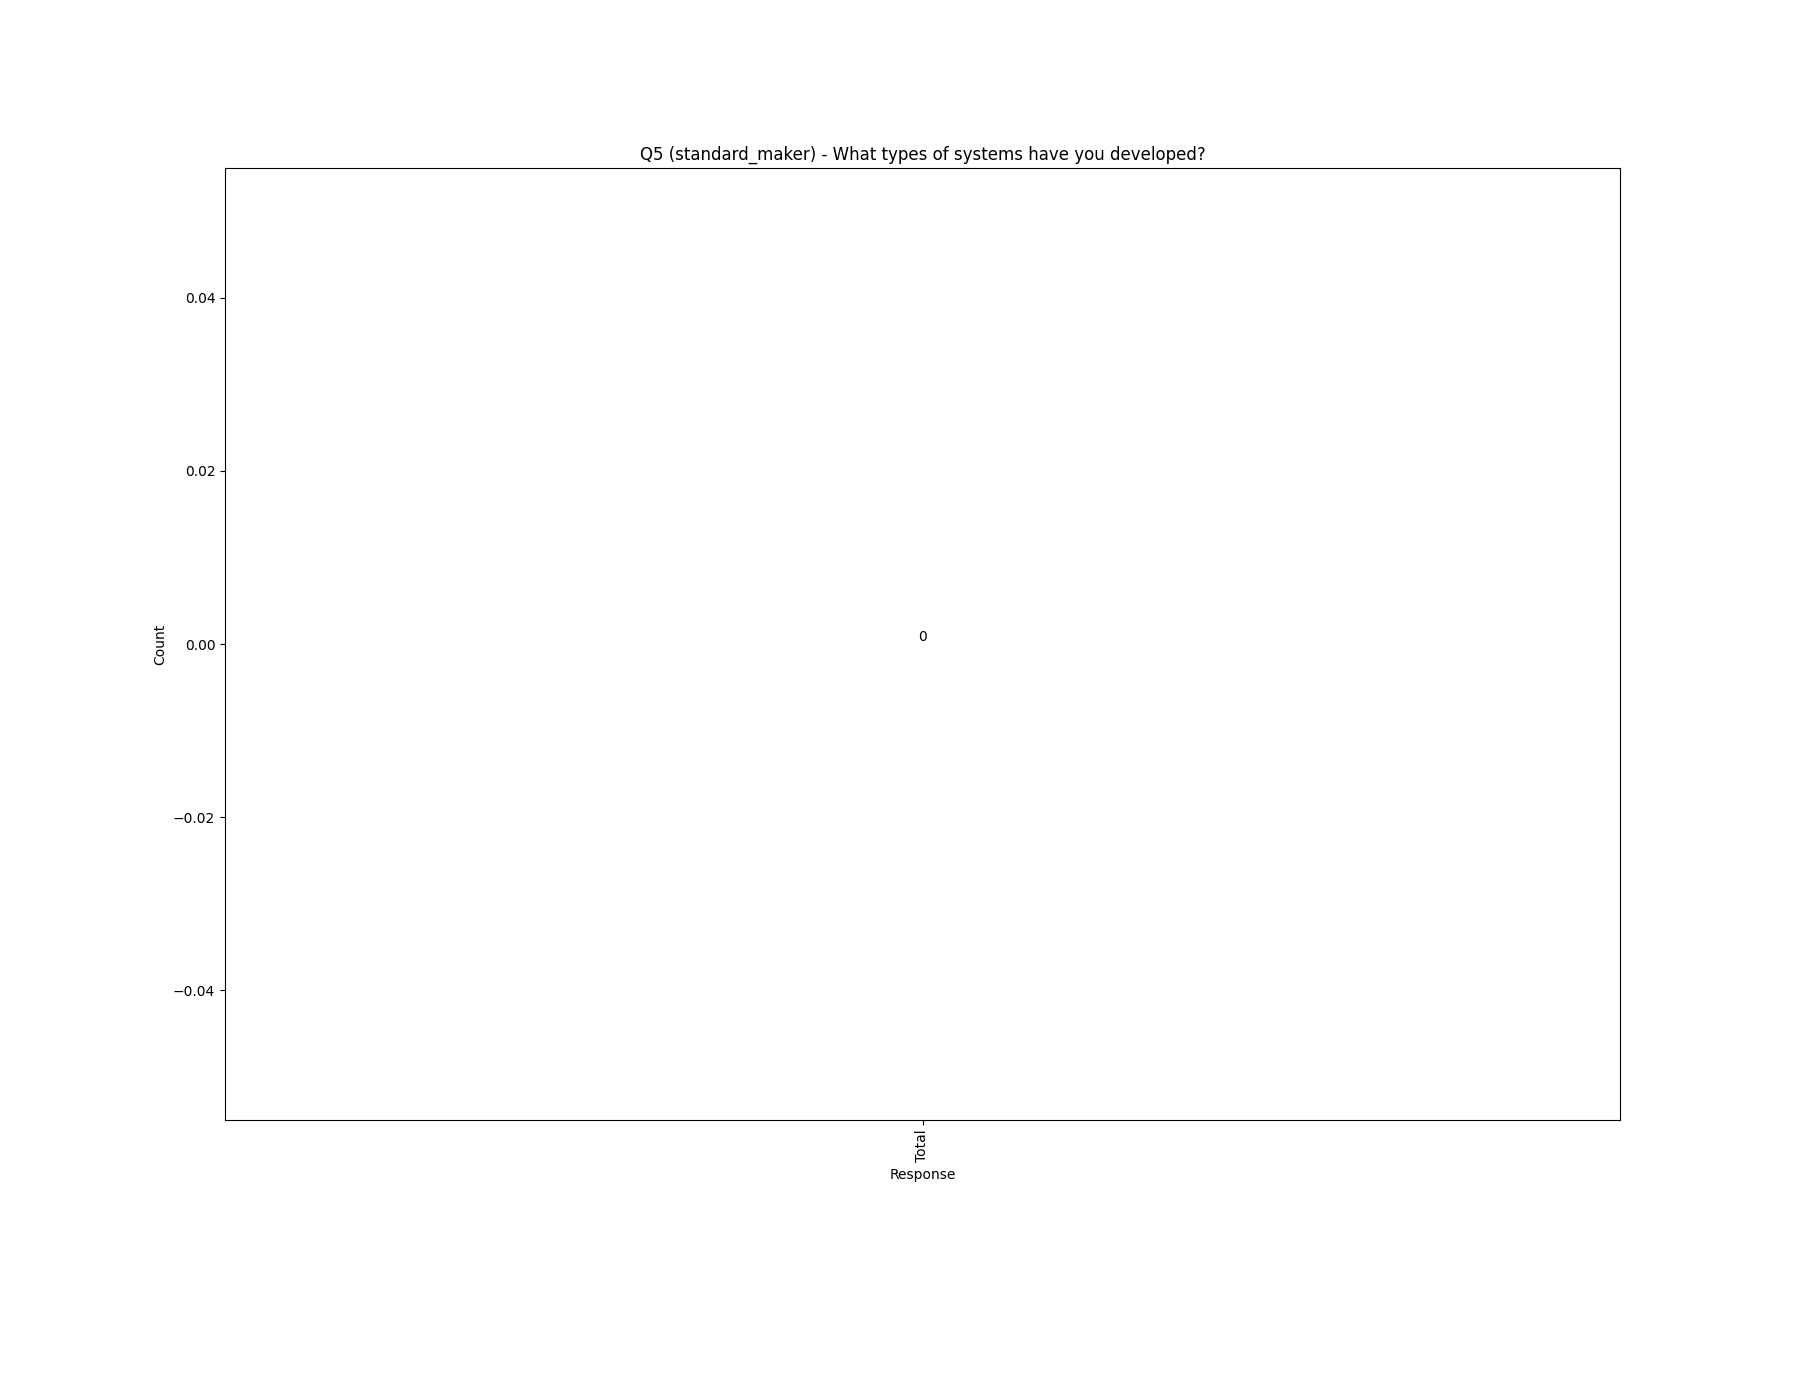 Q5 (standard_maker) - What types of systems have you developed?
0.04
0.02
0.00
−0.02
−0.04
Count
0
Total
Response